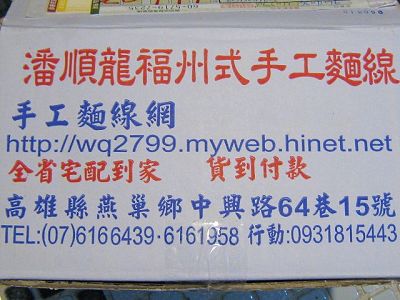 潘順龍福州式手工麵線
手工麵線網
http://wq2799.myweb.hinet.net
全省宅配到家 貨到付款
高雄縣燕巢鄉中興路64巷15號
TEL:(07)6166439·6161958 行動:0931815443